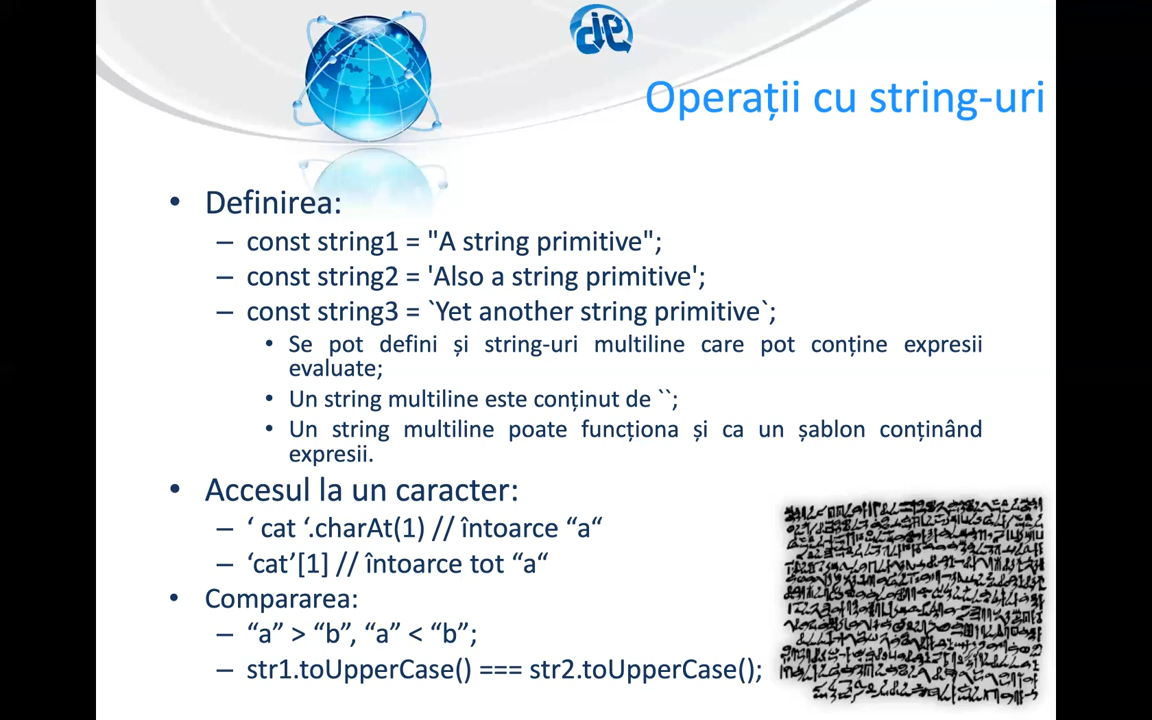 Operații cu string-uri
• Definirea:
– const string1 = "A string primitive";
– const string2 = 'Also a string primitive';
– const string3 = `Yet another string primitive`;
• Se pot defini și string-uri multiline care pot conține expresii
evaluate;
• Un string multiline este conținut de ``;
• Un string multiline poate funcționa și ca un șablon conținând
expresii.
• Accesul la un caracter:
– ‘ cat ‘.charAt(1) // întoarce “a“
– ‘cat’[1] // întoarce tot “a“
• Compararea:
– “a” > “b”, “a” < “b”;
– str1.toUpperCase() === str2.toUpperCase();